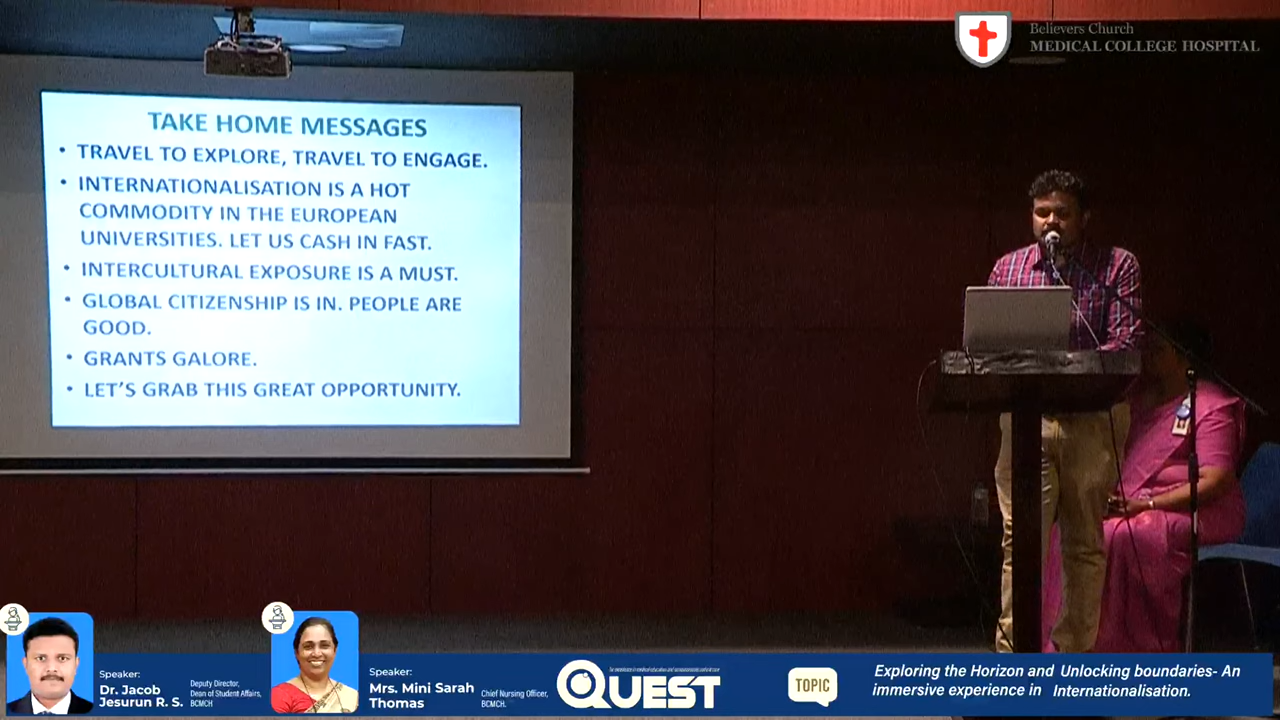 Believers Church
MEDICAL COLLEGE HOSPITAL
TAKE HOME MESSAGES
• TRAVEL TO EXPLORE, TRAVEL TO ENGAGE.
• INTERNATIONALISATION IS A HOT
COMMODITY IN THE EUROPEAN
UNIVERSITIES. LET US CASH IN FAST.
• INTERCULTURAL EXPOSURE IS A MUST.
• GLOBAL CITIZENSHIP IS IN. PEOPLE ARE
GOOD.
• GRANTS GALORE.
• LET'S GRAB THIS GREAT OPPORTUNITY.
Speaker:
Dr. Jacob
Jesurun R. S.
Deputy Director,
Dean of Student Affairs,
BCMCH
Speaker:
Mrs. Mini Sarah
Thomas
Chief Nursing Officer,
BCMCH.
QUEST
TOPIC
Exploring the Horizon and Unlocking boundaries- An
immersive experience in Internationalisation.